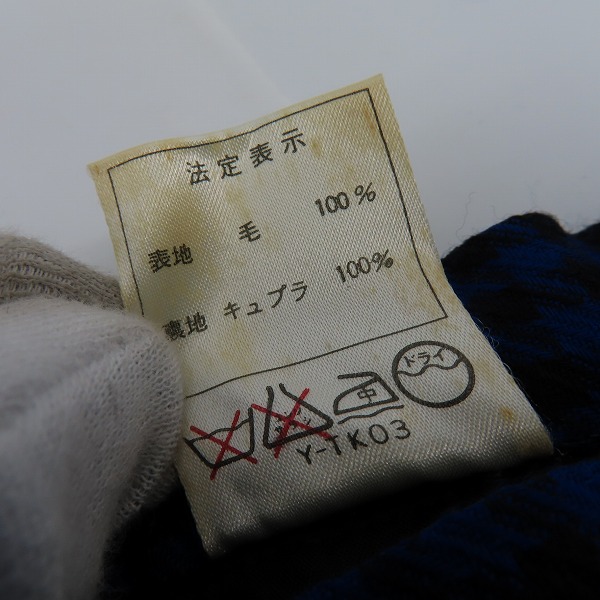 法定表示
表地 毛 100%
裏地 キュプラ 100%
中 ドライ
Y-TK03